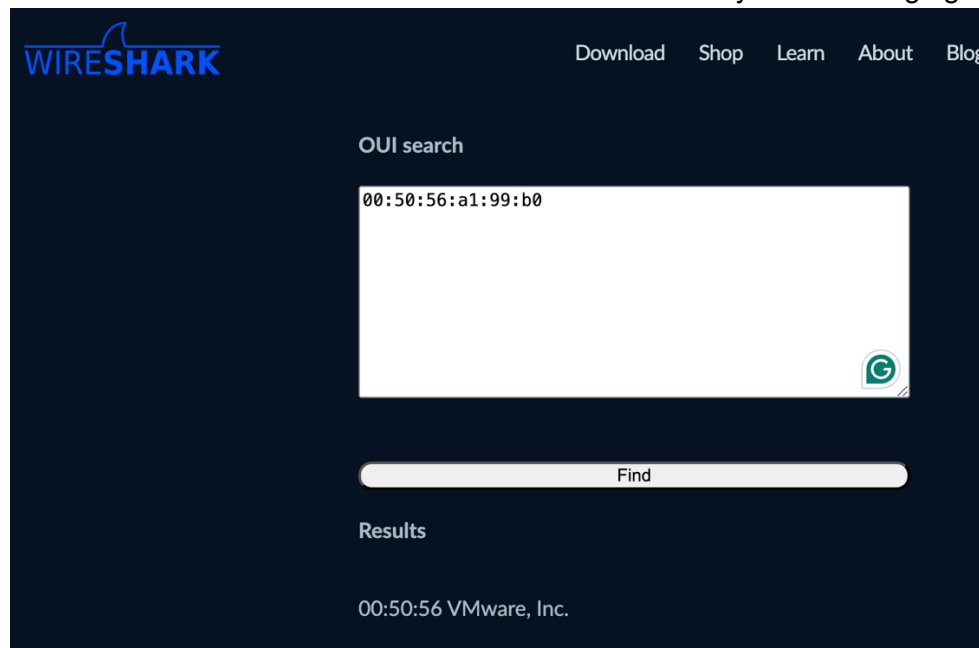 WIRESHARK
Download Shop Learn About Blog
OUI search
00:50:56:a1:99:b0
G
Find
Results
00:50:56 VMware, Inc.